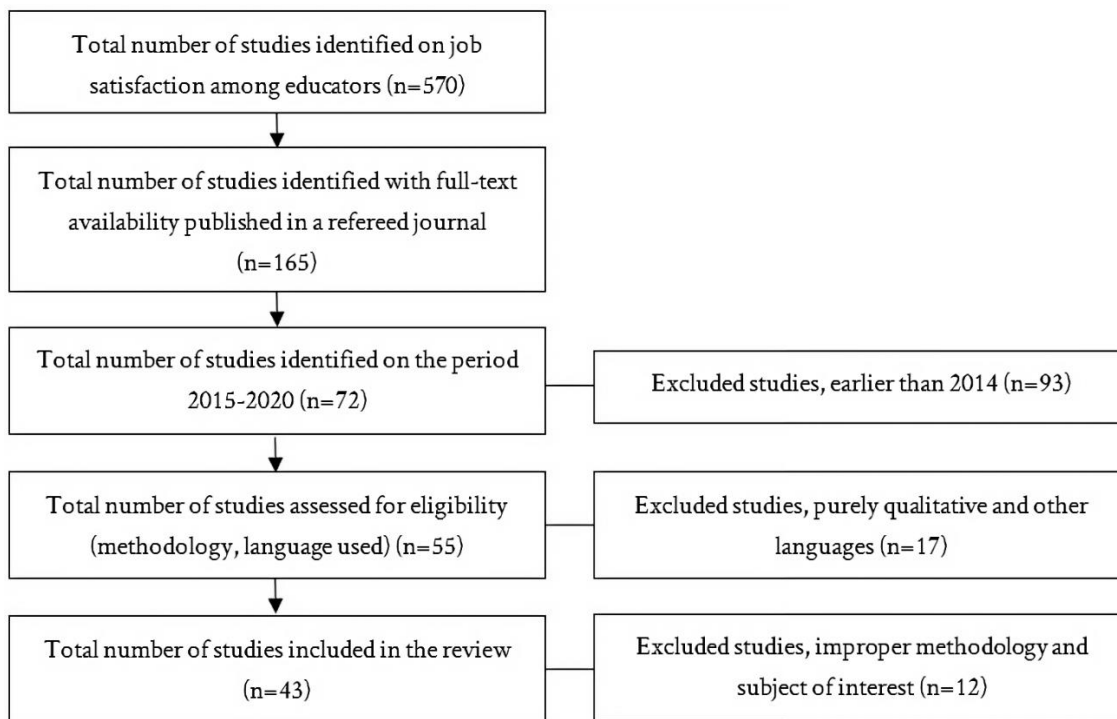 Total number of studies identified on job
satisfaction among educators (n=570)
Total number of studies identified with full-text
availability published in a refereed journal
(n=165)
Total number of studies identified on the period
2015-2020 (n=72)
Excluded studies, earlier than 2014 (n=93)
Total number of studies assessed for eligibility
(methodology, language used) (n=55)
Excluded studies, purely qualitative and other
languages (n=17)
Total number of studies included in the review
(n=43)
Excluded studies, improper methodology and
subject of interest (n=12)